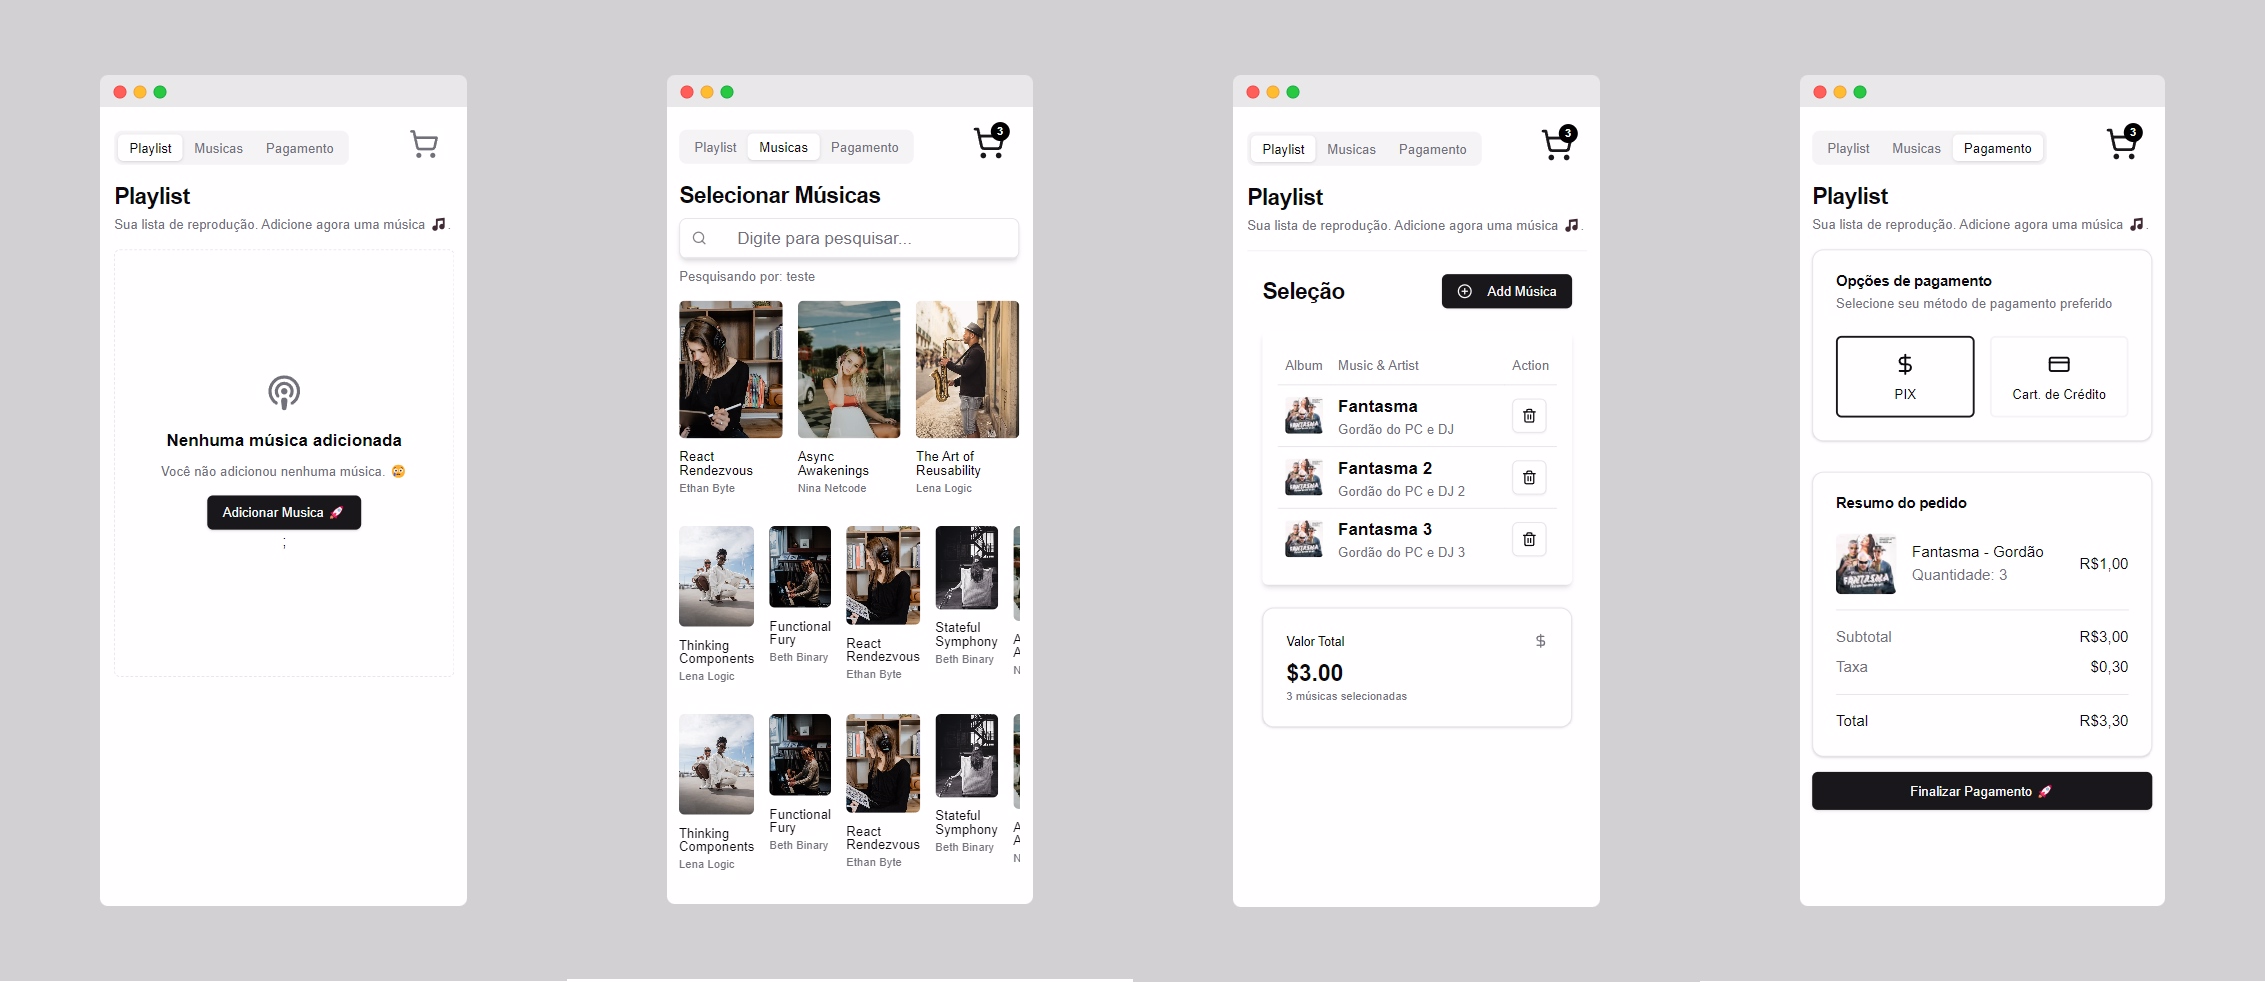 Playlist Musicas Pagamento
Playlist
Sua lista de reprodução. Adicione agora uma música 🎵.
Nenhuma música adicionada
Você não adicionou nenhuma música. 😳
Adicionar Musica 🚀
;
Playlist Musicas Pagamento
3
Selecionar Músicas
Digite para pesquisar...
Pesquisando por: teste
React
Rendezvous
Ethan Byte
Async
Awakenings
Nina Netcode
The Art of
Reusability
Lena Logic
Thinking
Components
Lena Logic
Functional
Fury
Beth Binary
React
Rendezvous
Ethan Byte
Stateful
Symphony
Beth Binary
A
A
N
Thinking
Components
Lena Logic
Functional
Fury
Beth Binary
React
Rendezvous
Ethan Byte
Stateful
Symphony
Beth Binary
A
A
N
Playlist Musicas Pagamento
3
Playlist
Sua lista de reprodução. Adicione agora uma música 🎵.
Seleção
Add Música
Album Music & Artist Action
FANTASMA
Fantasma
Gordão do PC e DJ
FANTASMA
Fantasma 2
Gordão do PC e DJ 2
FANTASMA
Fantasma 3
Gordão do PC e DJ 3
Valor Total $
$3.00
3 músicas selecionadas
Playlist Musicas Pagamento
3
Playlist
Sua lista de reprodução. Adicione agora uma música 🎵.
Opções de pagamento
Selecione seu método de pagamento preferido
$
PIX
Cart. de Crédito
Resumo do pedido
FANTASMA
Fantasma - Gordão
Quantidade: 3
R$1,00
Subtotal R$3,00
Taxa $0,30
Total R$3,30
Finalizar Pagamento 🚀